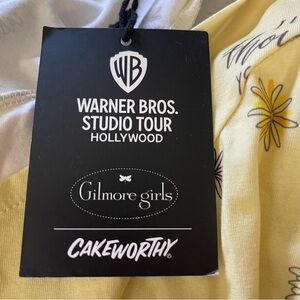 WB
WARNER BROS.
STUDIO TOUR
HOLLYWOOD
Gilmore girls
CAKEWORTHY®